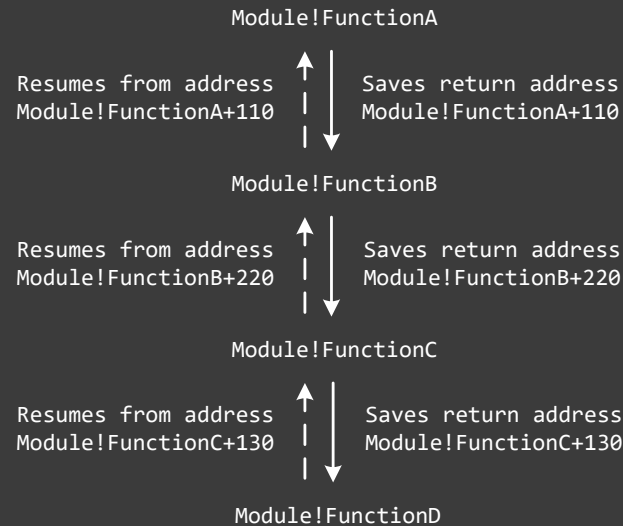 Module!FunctionA
Resumes from address
Module!FunctionA+110
Saves return address
Module!FunctionA+110
Module!FunctionB
Resumes from address
Module!FunctionB+220
Saves return address
Module!FunctionB+220
Module!FunctionC
Resumes from address
Module!FunctionC+130
Saves return address
Module!FunctionC+130
Module!FunctionD